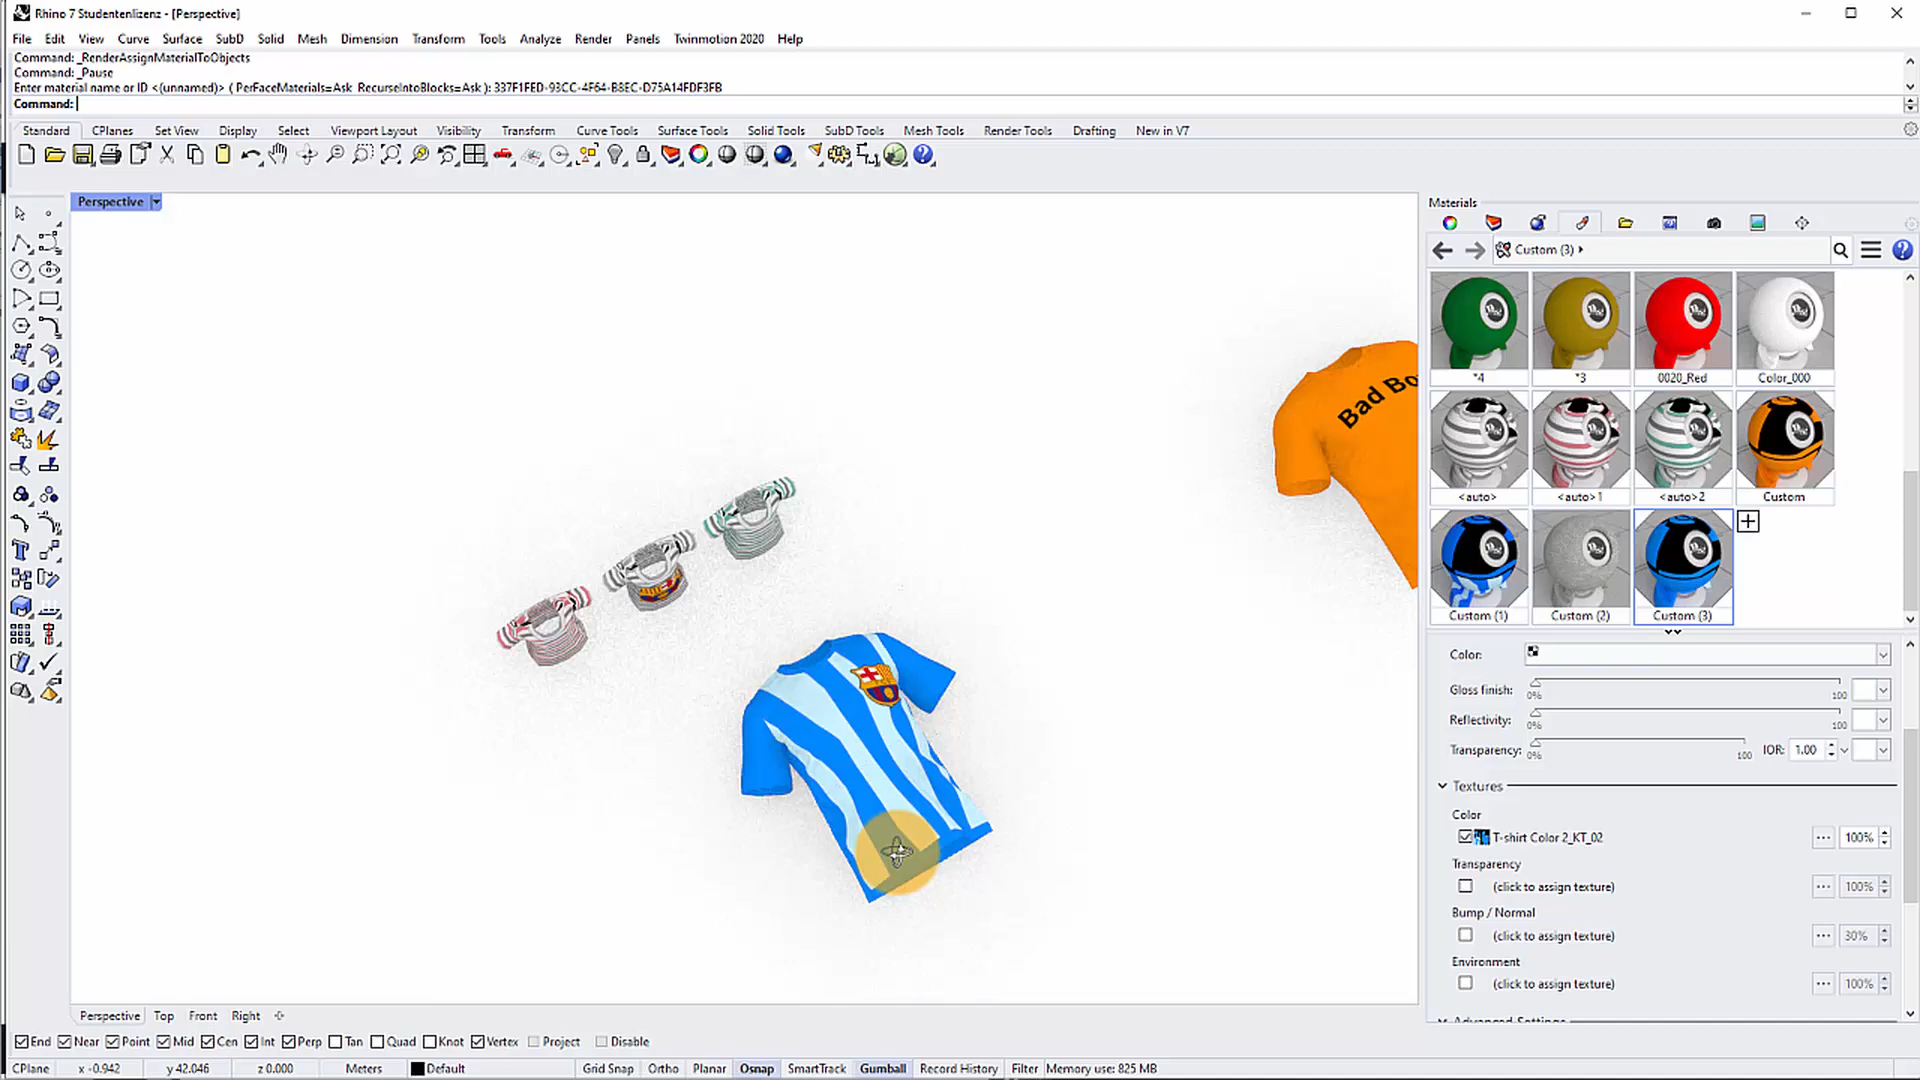 Rhino 7 Studentenlizenz - [Perspective]
File Edit View Curve Surface SubD Solid Mesh Dimension Transform Tools Analyze Render Panels Twinmotion 2020 Help
Command: _RenderAssignMaterialToObjects
Command: _Pause
Enter material name or ID <(unnamed)> ( PerFaceMaterials=Ask RecurseIntoBlocks=Ask ): 337F1FED-93CC-4F64-B8EC-D75A14FDF3FB
Command:
Standard CPlanes Set View Display Select Viewport Layout Visibility Transform Curve Tools Surface Tools Solid Tools SubD Tools Mesh Tools Render Tools Drafting New in V7
Perspective
Materials
Custom (3)
*4 *3 0020_Red Color_000
<auto> <auto>1 <auto>2 Custom
Custom (1) Custom (2) Custom (3)
Bad Bo
Color:
Gloss finish: 0% 100
Reflectivity: 0% 100
Transparency: 0% 100 IOR: 1.00
Textures
Color
T-shirt Color 2_KT_02 ... 100%
Transparency
(click to assign texture) ... 100%
Bump / Normal
(click to assign texture) ... 30%
Environment
(click to assign texture) ... 100%
Advanced Settings
Perspective Top Front Right
End Near Point Mid Cen Int Perp Tan Quad Knot Vertex Project Disable
CPlane x -0.942 y 42.046 z 0.000 Meters Default Grid Snap Ortho Planar Osnap SmartTrack Gumball Record History Filter Memory use: 825 MB